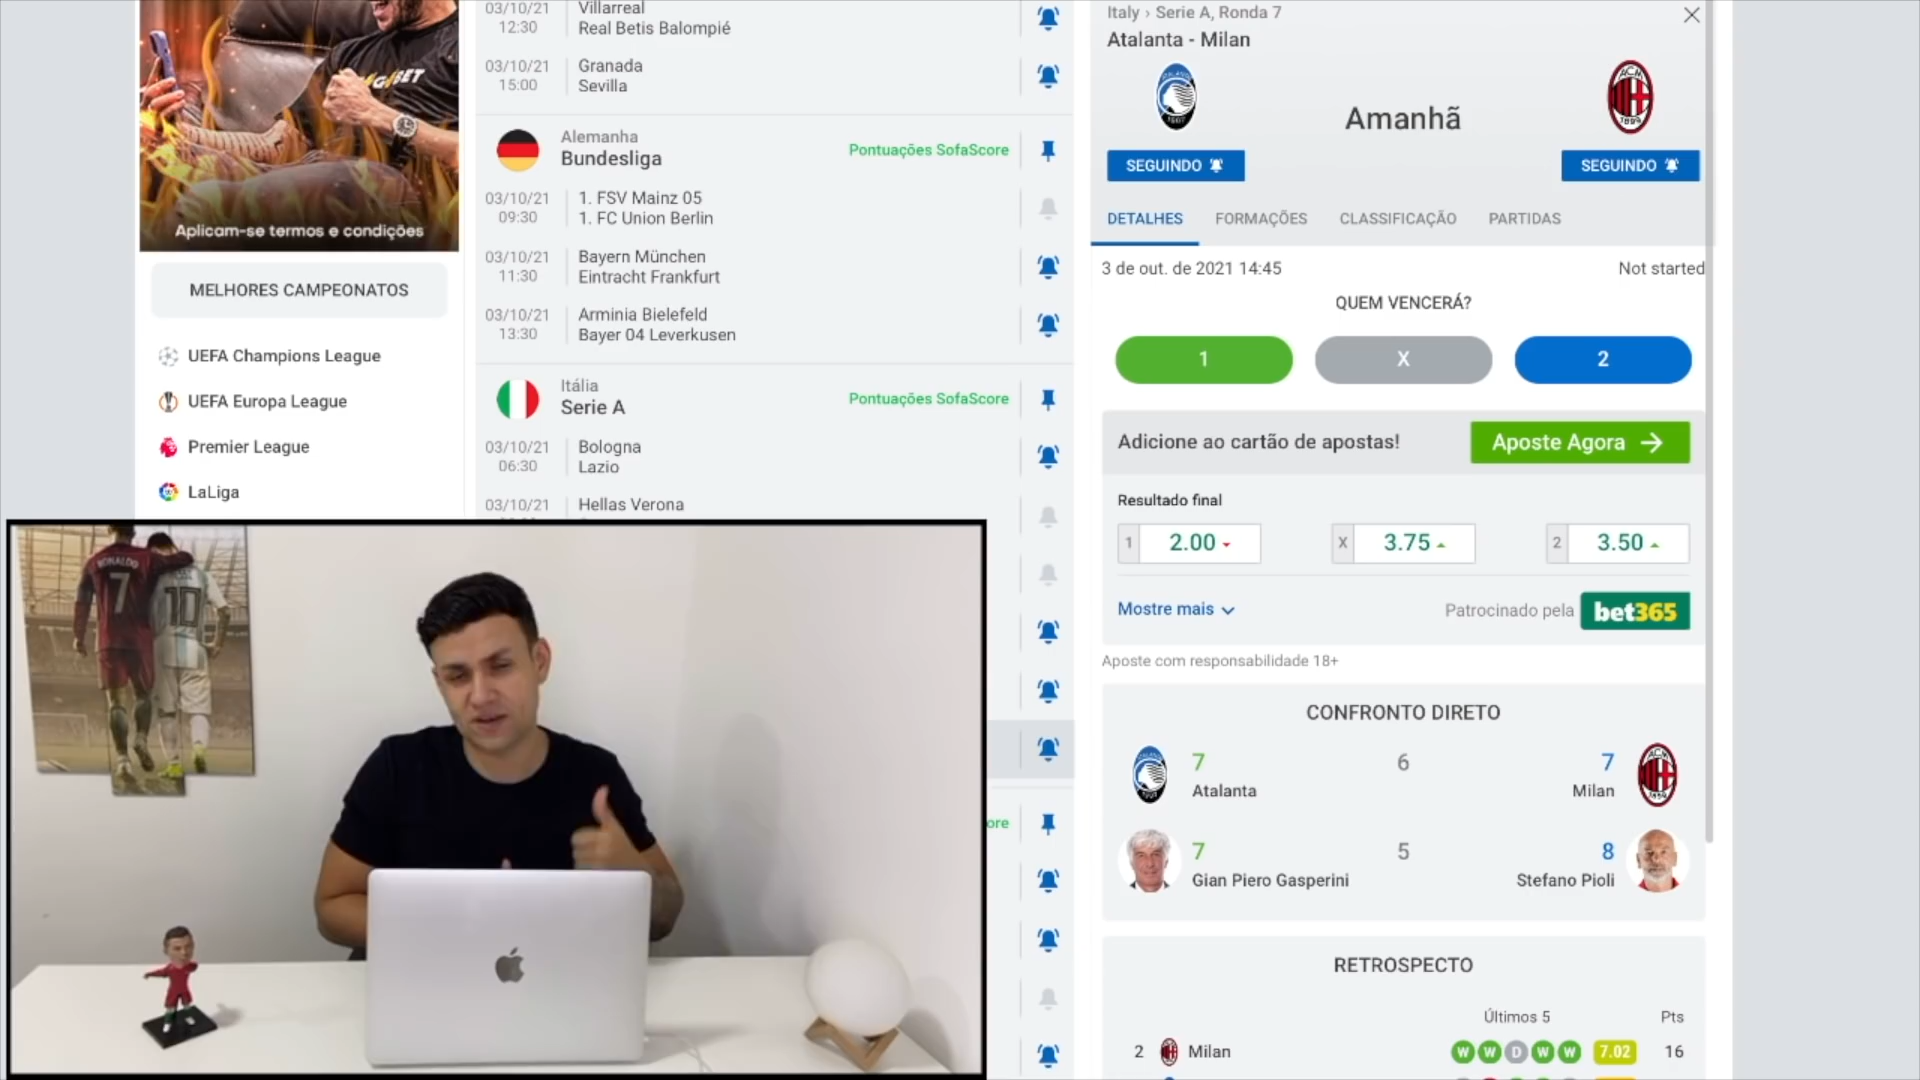 Aplicam-se termos e condições
MELHORES CAMPEONATOS
UEFA Champions League
UEFA Europa League
Premier League
LaLiga
03/10/21
12:30
Villarreal
Real Betis Balompié
03/10/21
15:00
Granada
Sevilla
Alemanha
Bundesliga
Pontuações SofaScore
03/10/21
09:30
1. FSV Mainz 05
1. FC Union Berlin
03/10/21
11:30
Bayern München
Eintracht Frankfurt
03/10/21
13:30
Arminia Bielefeld
Bayer 04 Leverkusen
Itália
Serie A
Pontuações SofaScore
03/10/21
06:30
Bologna
Lazio
03/10/21
Hellas Verona
ore
RONALDO
7
10
Italy › Serie A, Ronda 7
Atalanta - Milan
Amanhã
SEGUINDO
SEGUINDO
DETALHES FORMAÇÕES CLASSIFICAÇÃO PARTIDAS
3 de out. de 2021 14:45
Not started
QUEM VENCERÁ?
1 X 2
Adicione ao cartão de apostas!
Aposte Agora →
Resultado final
1 2.00
X 3.75
2 3.50
Mostre mais
Patrocinado pela bet365
Aposte com responsabilidade 18+
CONFRONTO DIRETO
7 6 7
Atalanta Milan
7 5 8
Gian Piero Gasperini Stefano Pioli
RETROSPECTO
Últimos 5 Pts
2 Milan W W D W W 7.02 16